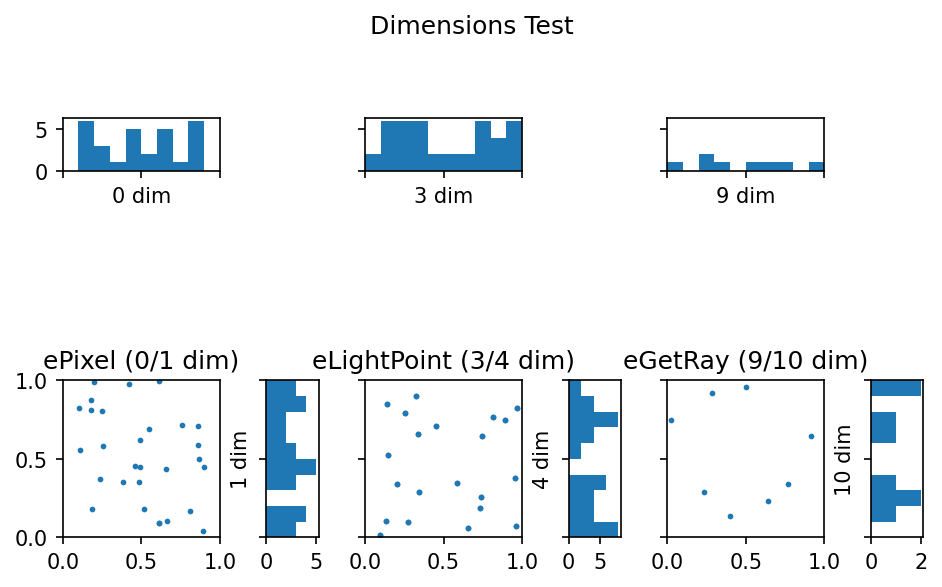 Dimensions Test
5
0
0 dim
3 dim
9 dim
ePixel (0/1 dim)
eLightPoint (3/4 dim)
eGetRay (9/10 dim)
1.0
0.5
0.0
1 dim
4 dim
10 dim
0.0 0.5 1.0
0 5
0.0 0.5 1.0
0 5
0.0 0.5 1.0
0 2